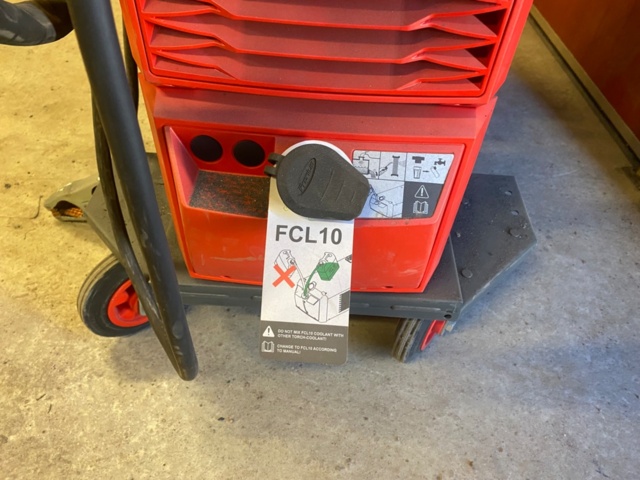 FCL10
DO NOT MIX FCL10 COOLANT WITH
OTHER TORCH-COOLANT!
CHANGE TO FCL10 ACCORDING
TO MANUAL!